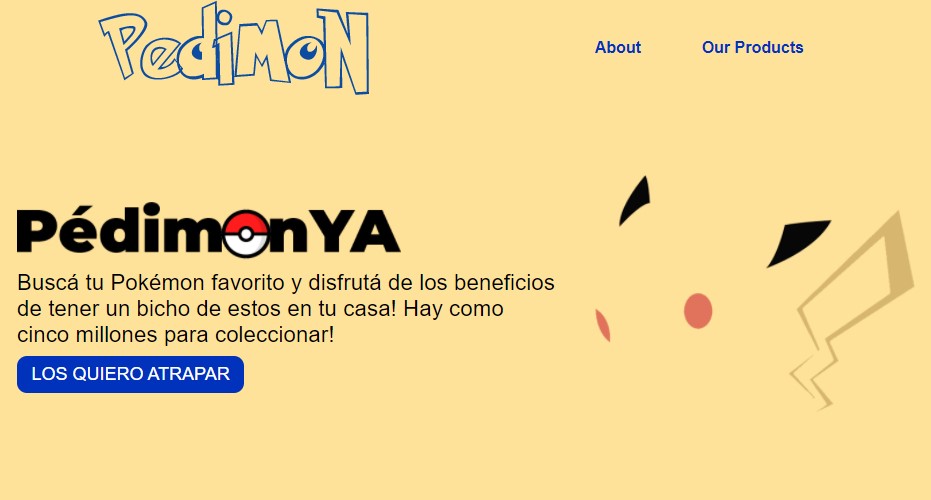 PediMoN
About
Our Products
PédimonYA
Buscá tu Pokémon favorito y disfrutá de los beneficios
de tener un bicho de estos en tu casa! Hay como
cinco millones para coleccionar!
LOS QUIERO ATRAPAR